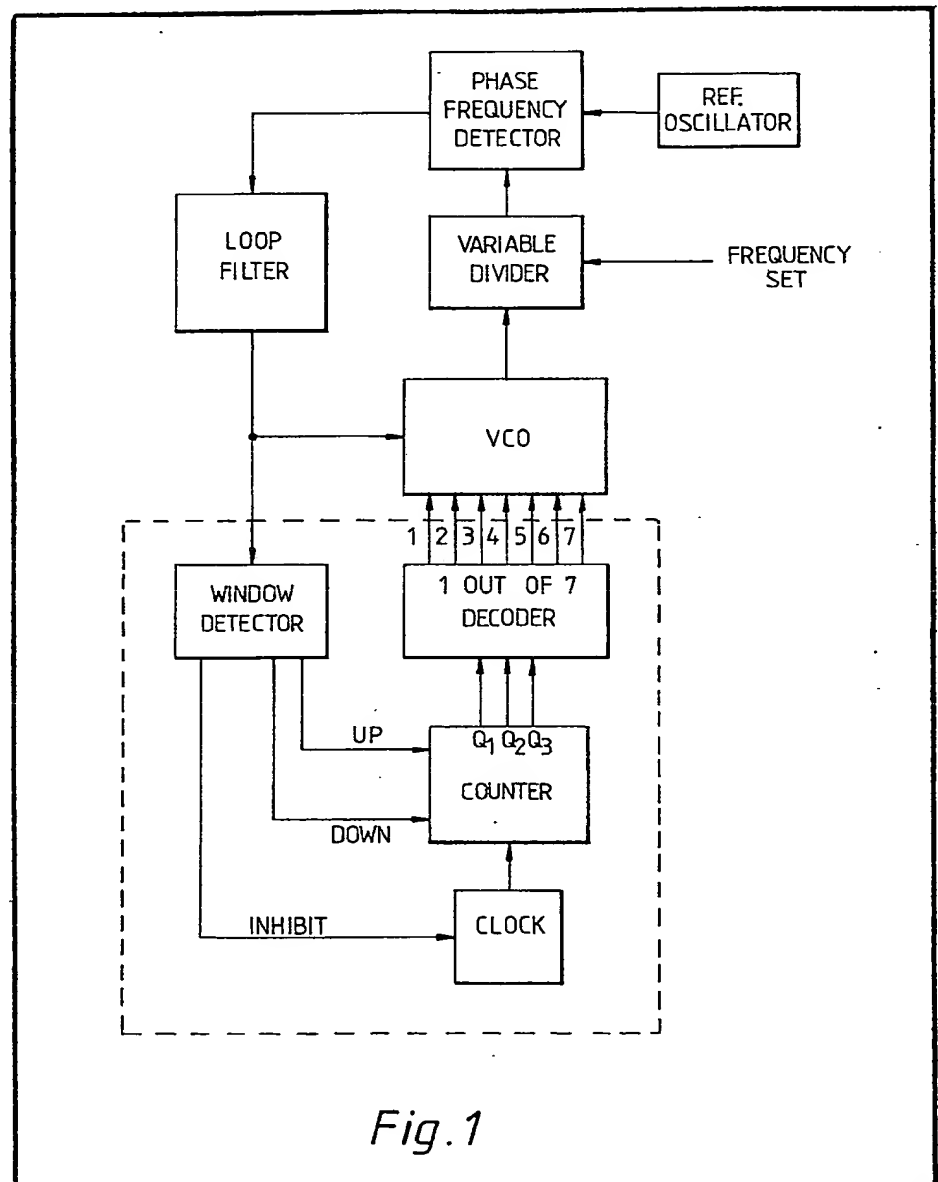 PHASE
FREQUENCY
DETECTOR
REF.
OSCILLATOR
LOOP
FILTER
VARIABLE
DIVIDER
FREQUENCY
SET
VCO
1 2 3 4 5 6 7
WINDOW
DETECTOR
1 OUT OF 7
DECODER
UP
Q1 Q2 Q3
COUNTER
DOWN
INHIBIT
CLOCK
Fig.1